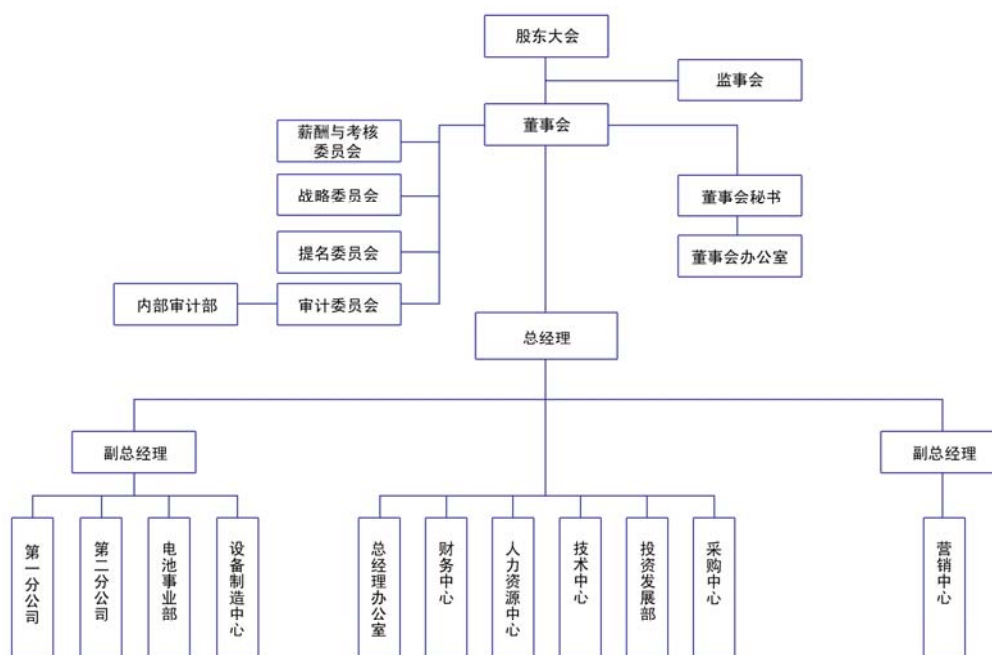 股东大会
监事会
董事会
薪酬与考核
委员会
战略委员会
董事会秘书
提名委员会
董事会办公室
内部审计部
审计委员会
总经理
副总经理
副总经理
第一分公司
第二分公司
电池事业部
设备制造中心
总经理办公室
财务中心
人力资源中心
技术中心
投资发展部
采购中心
营销中心